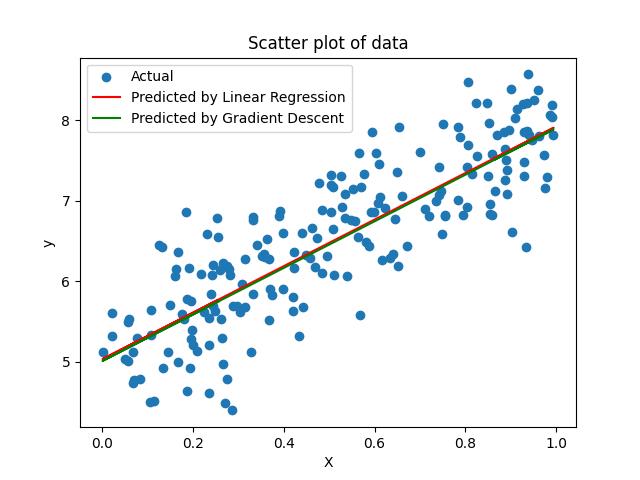 Scatter plot of data
Actual
Predicted by Linear Regression
Predicted by Gradient Descent
y
8
7
6
5
0.0 0.2 0.4 0.6 0.8 1.0
X